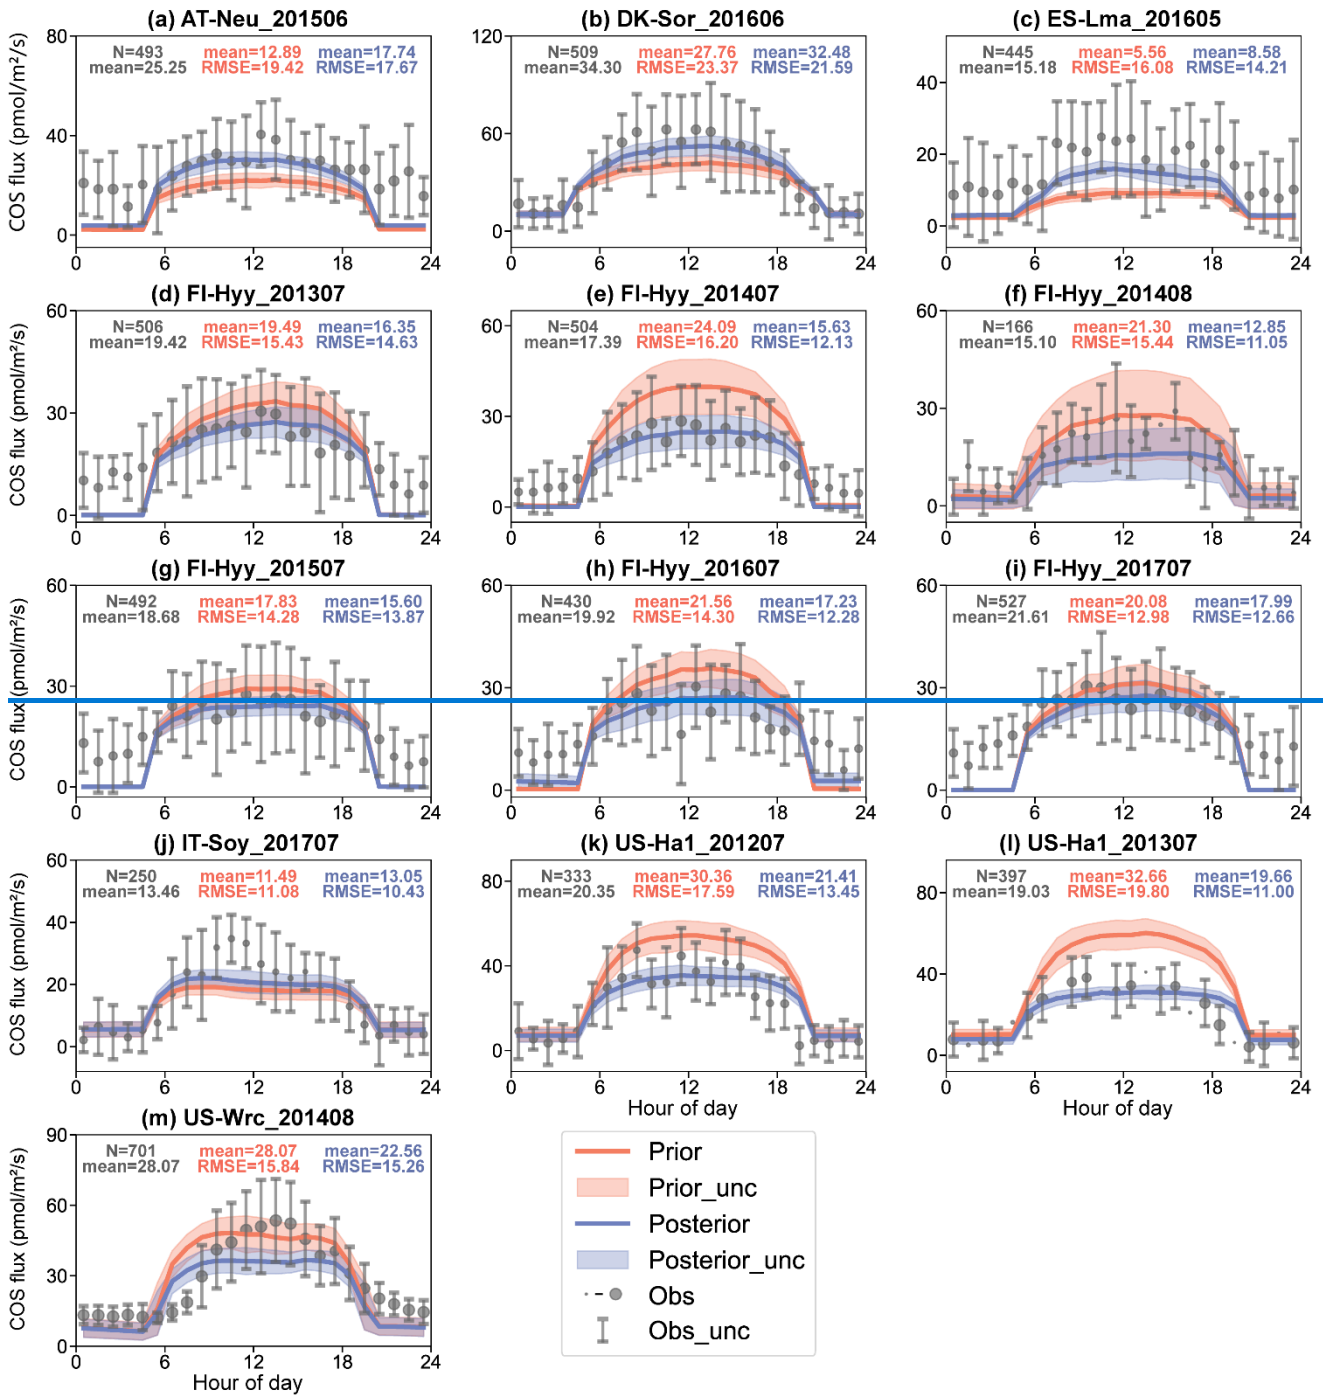 (a) AT-Neu_201506
(b) DK-Sor_201606
(c) ES-Lma_201605
80
40
0
COS flux (pmol/m²/s)
N=493 mean=12.89 mean=17.74
mean=25.25 RMSE=19.42 RMSE=17.67
0 6 12 18 24
120
60
0
N=509 mean=27.76 mean=32.48
mean=34.30 RMSE=23.37 RMSE=21.59
0 6 12 18 24
40
20
0
N=445 mean=5.56 mean=8.58
mean=15.18 RMSE=16.08 RMSE=14.21
0 6 12 18 24
(d) FI-Hyy_201307
(e) FI-Hyy_201407
(f) FI-Hyy_201408
60
30
0
COS flux (pmol/m²/s)
N=506 mean=19.49 mean=16.35
mean=19.42 RMSE=15.43 RMSE=14.63
0 6 12 18 24
60
30
0
N=504 mean=24.09 mean=15.63
mean=17.39 RMSE=16.20 RMSE=12.13
0 6 12 18 24
60
40
20
0
N=166 mean=21.30 mean=12.85
mean=15.10 RMSE=15.44 RMSE=11.05
0 6 12 18 24
(g) FI-Hyy_201507
(h) FI-Hyy_201607
(i) FI-Hyy_201707
60
30
0
COS flux (pmol/m²/s)
N=492 mean=17.83 mean=15.60
mean=18.68 RMSE=14.28 RMSE=13.87
0 6 12 18 24
60
30
0
N=430 mean=21.56 mean=17.23
mean=19.92 RMSE=14.30 RMSE=12.28
0 6 12 18 24
60
30
0
N=527 mean=20.08 mean=17.99
mean=21.61 RMSE=12.98 RMSE=12.66
0 6 12 18 24
(j) IT-Soy_201707
(k) US-Ha1_201207
(l) US-Ha1_201307
60
40
20
0
COS flux (pmol/m²/s)
N=250 mean=11.49 mean=13.05
mean=13.46 RMSE=11.08 RMSE=10.43
0 6 12 18 24
80
40
0
N=333 mean=30.36 mean=21.41
mean=20.35 RMSE=17.59 RMSE=13.45
0 6 12 18 24
Hour of day
80
40
0
N=397 mean=32.66 mean=19.66
mean=19.03 RMSE=19.80 RMSE=11.00
0 6 12 18 24
Hour of day
(m) US-Wrc_201408
90
60
30
0
COS flux (pmol/m²/s)
N=701 mean=28.07 mean=22.56
mean=28.07 RMSE=15.84 RMSE=15.26
0 6 12 18 24
Hour of day
Prior
Prior_unc
Posterior
Posterior_unc
Obs
Obs_unc